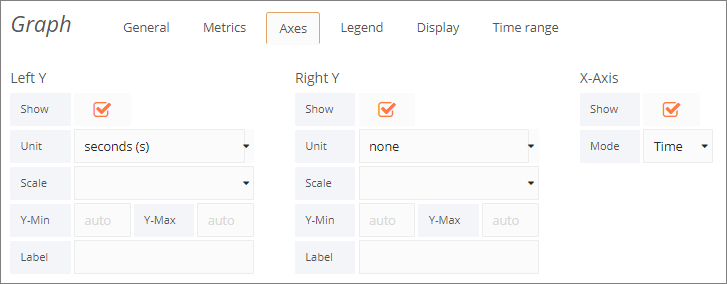 Graph General Metrics Axes Legend Display Time range
Left Y Right Y X-Axis
Show Show Show
Unit seconds (s) Unit none Mode Time
Scale Scale
Y-Min auto Y-Max auto Y-Min auto Y-Max auto
Label Label